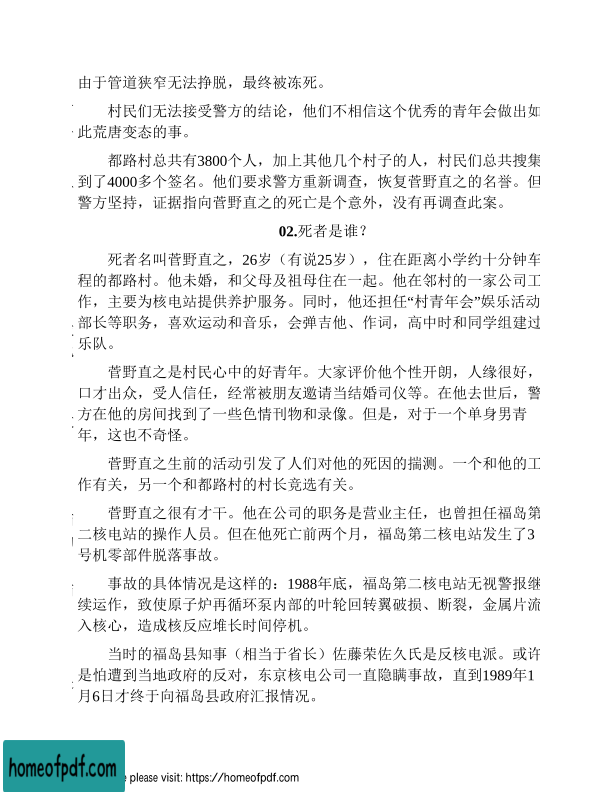 由于管道狭窄无法挣脱，最终被冻死。
村民们无法接受警方的结论，他们不相信这个优秀的青年会做出如
此荒唐变态的事。
都路村总共有3800个人，加上其他几个村子的人，村民们总共搜集
到了4000多个签名。他们要求警方重新调查，恢复菅野直之的名誉。但
警方坚持，证据指向菅野直之的死亡是个意外，没有再调查此案。
02.死者是谁？
死者名叫菅野直之，26岁（有说25岁），住在距离小学约十分钟车
程的都路村。他未婚，和父母及祖母住在一起。他在邻村的一家公司工
作，主要为核电站提供养护服务。同时，他还担任“村青年会”娱乐活动
部长等职务，喜欢运动和音乐，会弹吉他、作词，高中时和同学组建过
乐队。
菅野直之是村民心中的好青年。大家评价他个性开朗，人缘很好，
口才出众，受人信任，经常被朋友邀请当结婚司仪等。在他去世后，警
方在他的房间找到了一些色情刊物和录像。但是，对于一个单身男青
年，这也不奇怪。
菅野直之生前的活动引发了人们对他的死因的揣测。一个和他的工
作有关，另一个和都路村的村长竞选有关。
菅野直之很有才干。他在公司的职务是营业主任，也曾担任福岛第
二核电站的操作人员。但在他死亡前两个月，福岛第二核电站发生了3
号机零部件脱落事故。
事故的具体情况是这样的：1988年底，福岛第二核电站无视警报继
续运作，致使原子炉再循环泵内部的叶轮回转翼破损、断裂，金属片流
入核心，造成核反应堆长时间停机。
当时的福岛县知事（相当于省长）佐藤荣佐久氏是反核电派。或许
是怕遭到当地政府的反对，东京核电公司一直隐瞒事故，直到1989年1
月6日才终于向福岛县政府汇报情况。
homeofpdf.com
please visit: https://homeofpdf.com